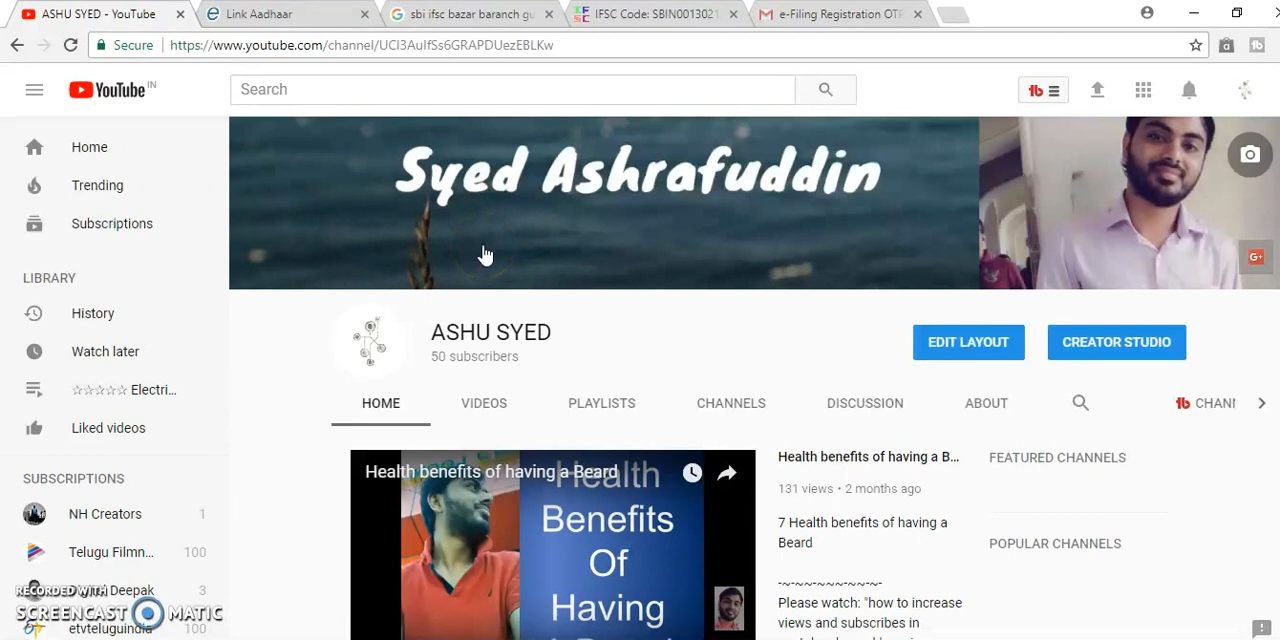 ASHU SYED - YouTube
Link Aadhaar
sbi ifsc bazar baranch gu
IFSC Code: SBIN0013021
e-Filing Registration OTP
Secure
https://www.youtube.com/channel/UCI3AuIfSs6GRAPDUezEBLKw
YouTube IN
Search
Home
Trending
Subscriptions
LIBRARY
History
Watch later
☆☆☆☆☆ Electri...
Liked videos
SUBSCRIPTIONS
NH Creators 1
Telugu Filmn... 100
Deepak 3
etvteluguindia 100
RECORDED WITH
SCREENCAST MATIC
Syed Ashrafuddin
G+
ASHU SYED
50 subscribers
EDIT LAYOUT
CREATOR STUDIO
HOME VIDEOS PLAYLISTS CHANNELS DISCUSSION ABOUT
Health benefits of having a Beard
Health
Benefits
Of
Having
Health benefits of having a B...
131 views • 2 months ago
7 Health benefits of having a
Beard
-~-~~-~~~-~~-~-
Please watch: "how to increase
views and subscribes in
FEATURED CHANNELS
POPULAR CHANNELS